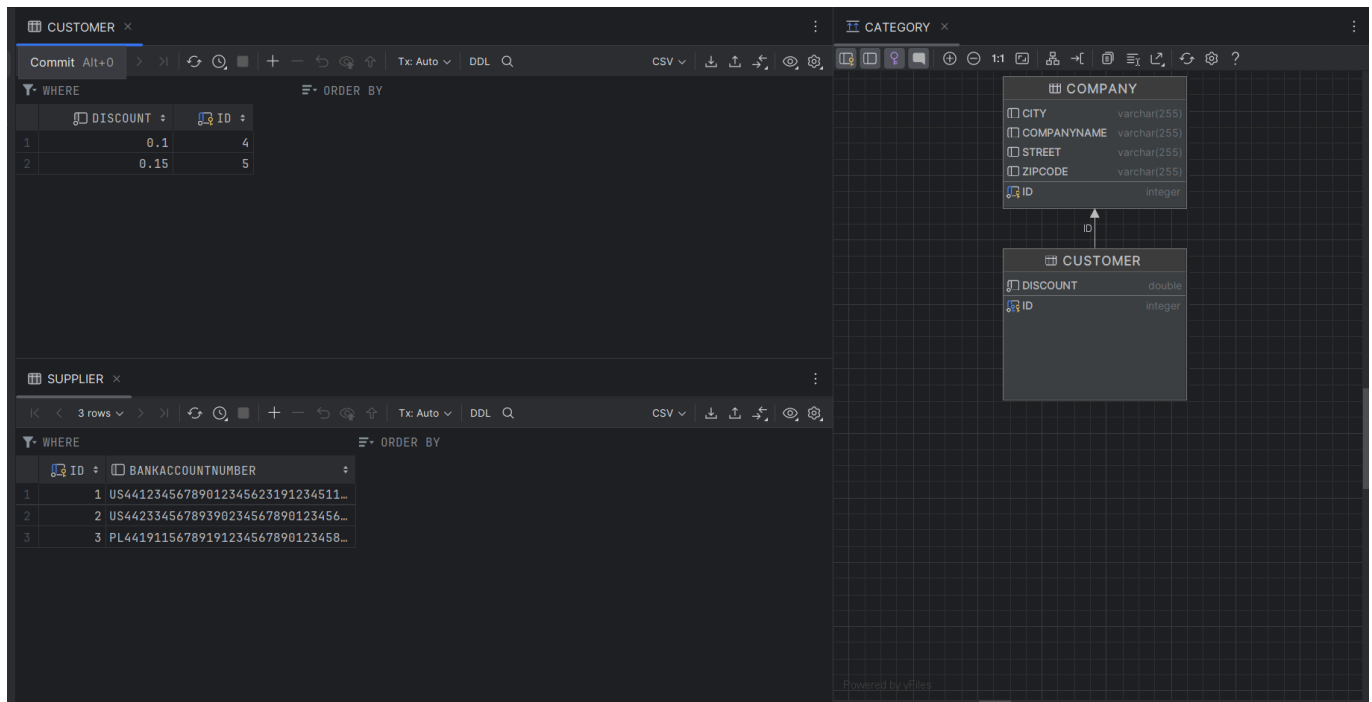 CUSTOMER
Commit Alt+0 Tx: Auto DDL CSV
WHERE ORDER BY
DISCOUNT ID
1 0.1 4
2 0.15 5
SUPPLIER
3 rows Tx: Auto DDL CSV
WHERE ORDER BY
ID BANKACCOUNTNUMBER
1 1 US44123456789012345623191234511…
2 2 US44233456789390234567890123456…
3 3 PL44191156789191234567890123458…
CATEGORY
1:1 ?
COMPANY
CITY varchar(255)
COMPANYNAME varchar(255)
STREET varchar(255)
ZIPCODE varchar(255)
ID integer
ID
CUSTOMER
DISCOUNT double
ID integer
Powered by yFiles